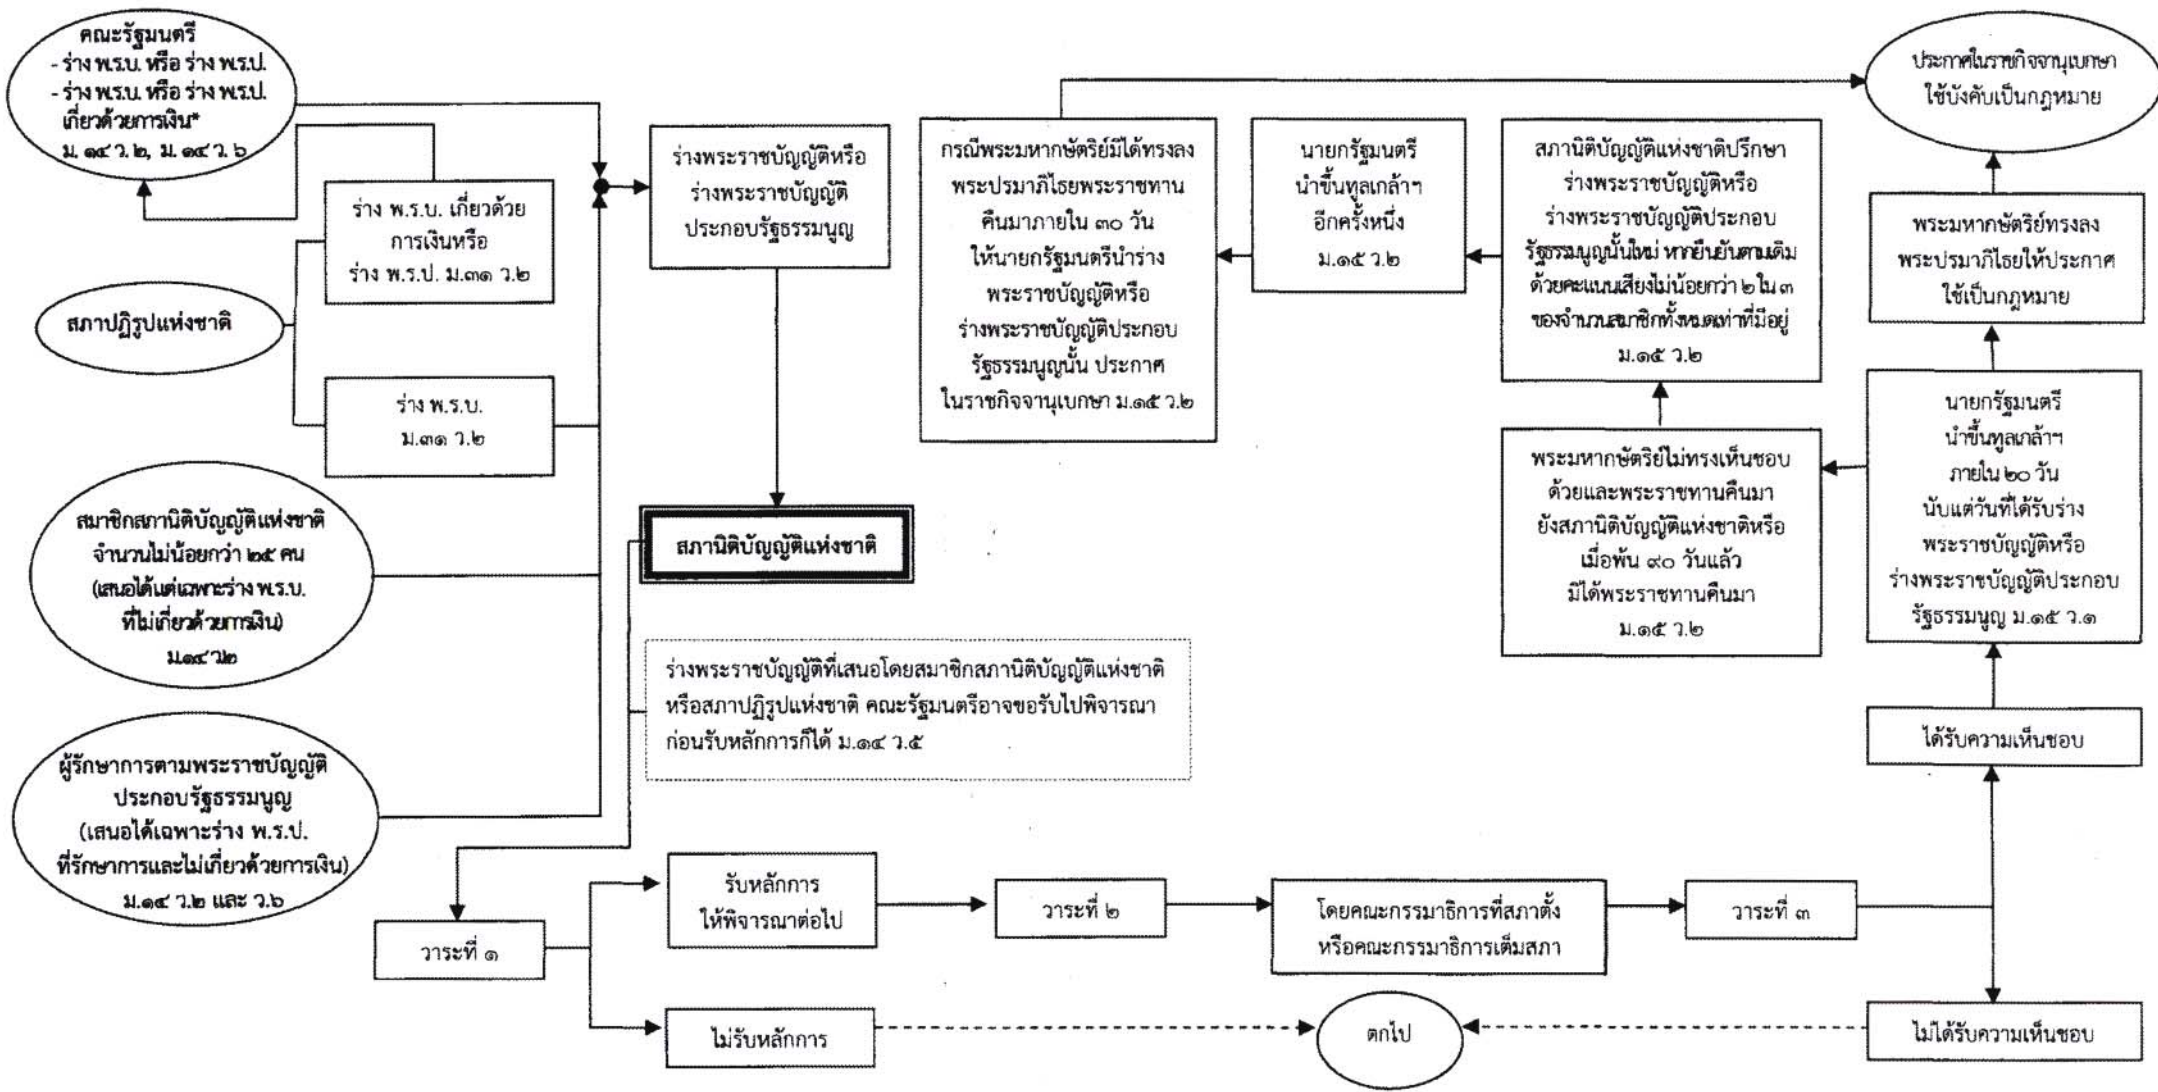 คณะรัฐมนตรี
- ร่าง พ.ร.บ. หรือ ร่าง พ.ร.ป.
- ร่าง พ.ร.บ. หรือ ร่าง พ.ร.ป.
เกี่ยวด้วยการเงิน*
ม. ๑๔ ว. ๒, ม. ๑๔ ว. ๖
ร่าง พ.ร.บ. เกี่ยวด้วย
การเงินหรือ
ร่าง พ.ร.ป. ม.๓๑ ว.๒
สภาปฏิรูปแห่งชาติ
ร่าง พ.ร.บ.
ม.๓๑ ว.๒
สมาชิกสภานิติบัญญัติแห่งชาติ
จำนวนไม่น้อยกว่า ๒๕ คน
(เสนอได้แต่เฉพาะร่าง พ.ร.บ.
ที่ไม่เกี่ยวด้วยการเงิน)
ม.๑๔ ว.๒
ผู้รักษาการตามพระราชบัญญัติ
ประกอบรัฐธรรมนูญ
(เสนอได้เฉพาะร่าง พ.ร.ป.
ที่รักษาการและไม่เกี่ยวด้วยการเงิน)
ม.๑๔ ว.๒ และ ว.๖
ร่างพระราชบัญญัติหรือ
ร่างพระราชบัญญัติ
ประกอบรัฐธรรมนูญ
สภานิติบัญญัติแห่งชาติ
ร่างพระราชบัญญัติที่เสนอโดยสมาชิกสภานิติบัญญัติแห่งชาติ
หรือสภาปฏิรูปแห่งชาติ คณะรัฐมนตรีอาจขอรับไปพิจารณา
ก่อนรับหลักการก็ได้ ม.๑๔ ว.๕
วาระที่ ๑
รับหลักการ
ให้พิจารณาต่อไป
ไม่รับหลักการ
วาระที่ ๒
โดยคณะกรรมาธิการที่สภาตั้ง
หรือคณะกรรมาธิการเต็มสภา
วาระที่ ๓
ตกไป
ไม่ได้รับความเห็นชอบ
ได้รับความเห็นชอบ
นายกรัฐมนตรี
นำขึ้นทูลเกล้าฯ
ภายใน ๒๐ วัน
นับแต่วันที่ได้รับร่าง
พระราชบัญญัติหรือ
ร่างพระราชบัญญัติประกอบ
รัฐธรรมนูญ ม.๑๕ ว.๑
พระมหากษัตริย์ทรงลง
พระปรมาภิไธยให้ประกาศ
ใช้เป็นกฎหมาย
ประกาศในราชกิจจานุเบกษา
ใช้บังคับเป็นกฎหมาย
พระมหากษัตริย์ไม่ทรงเห็นชอบ
ด้วยและพระราชทานคืนมา
ยังสภานิติบัญญัติแห่งชาติหรือ
เมื่อพ้น ๙๐ วันแล้ว
มิได้พระราชทานคืนมา
ม.๑๕ ว.๒
สภานิติบัญญัติแห่งชาติปรึกษา
ร่างพระราชบัญญัติหรือ
ร่างพระราชบัญญัติประกอบ
รัฐธรรมนูญนั้นใหม่ หากยืนยันตามเดิม
ด้วยคะแนนเสียงไม่น้อยกว่า ๒ ใน ๓
ของจำนวนสมาชิกทั้งหมดเท่าที่มีอยู่
ม.๑๕ ว.๒
นายกรัฐมนตรี
นำขึ้นทูลเกล้าฯ
อีกครั้งหนึ่ง
ม.๑๕ ว.๒
กรณีพระมหากษัตริย์มิได้ทรงลง
พระปรมาภิไธยพระราชทาน
คืนมาภายใน ๓๐ วัน
ให้นายกรัฐมนตรีนำร่าง
พระราชบัญญัติหรือ
ร่างพระราชบัญญัติประกอบ
รัฐธรรมนูญนั้น ประกาศ
ในราชกิจจานุเบกษา ม.๑๕ ว.๒